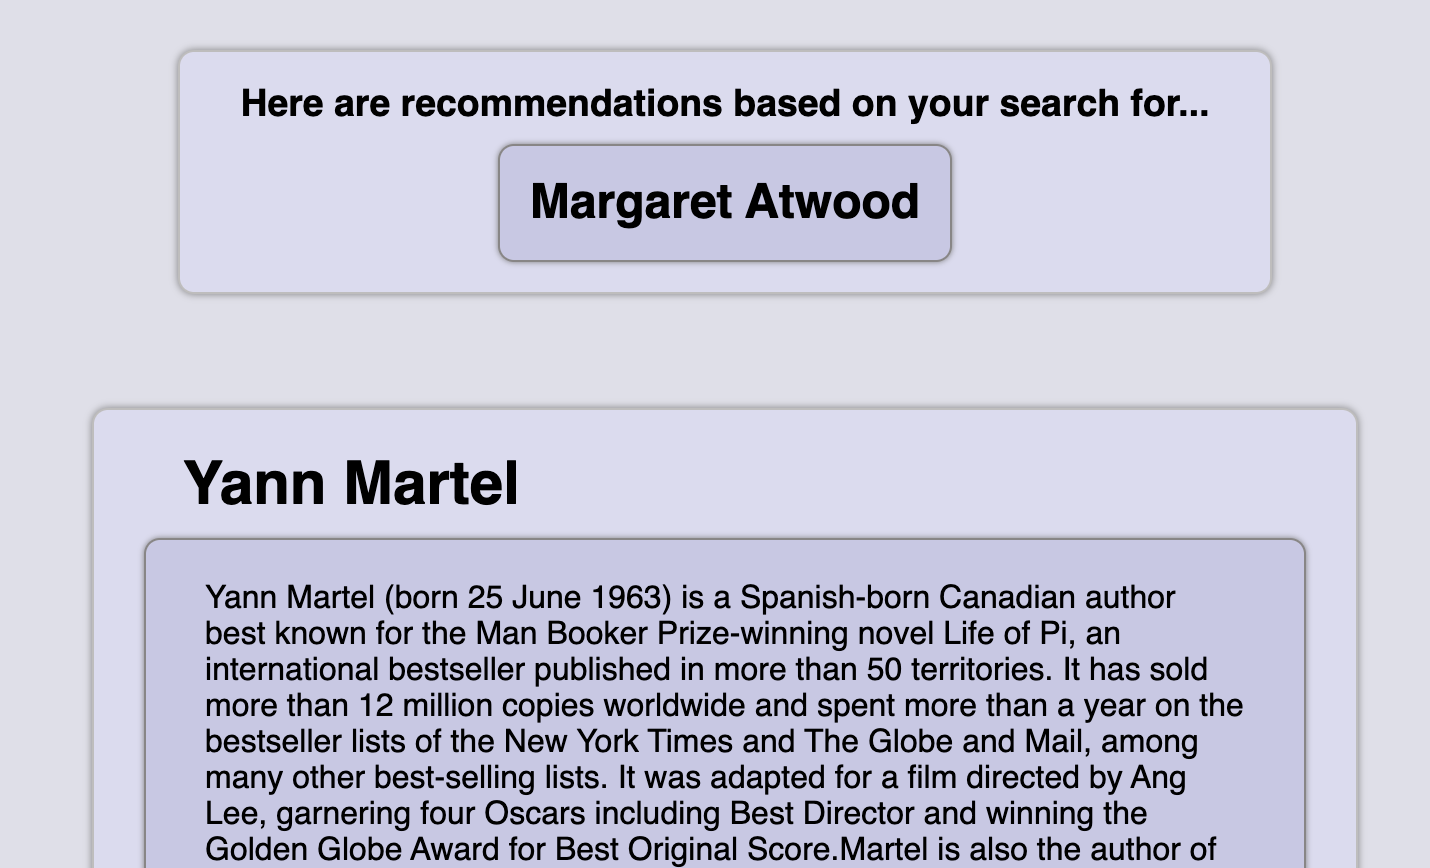 Here are recommendations based on your search for...
Margaret Atwood
Yann Martel
Yann Martel (born 25 June 1963) is a Spanish-born Canadian author
best known for the Man Booker Prize-winning novel Life of Pi, an
international bestseller published in more than 50 territories. It has sold
more than 12 million copies worldwide and spent more than a year on the
bestseller lists of the New York Times and The Globe and Mail, among
many other best-selling lists. It was adapted for a film directed by Ang
Lee, garnering four Oscars including Best Director and winning the
Golden Globe Award for Best Original Score.Martel is also the author of